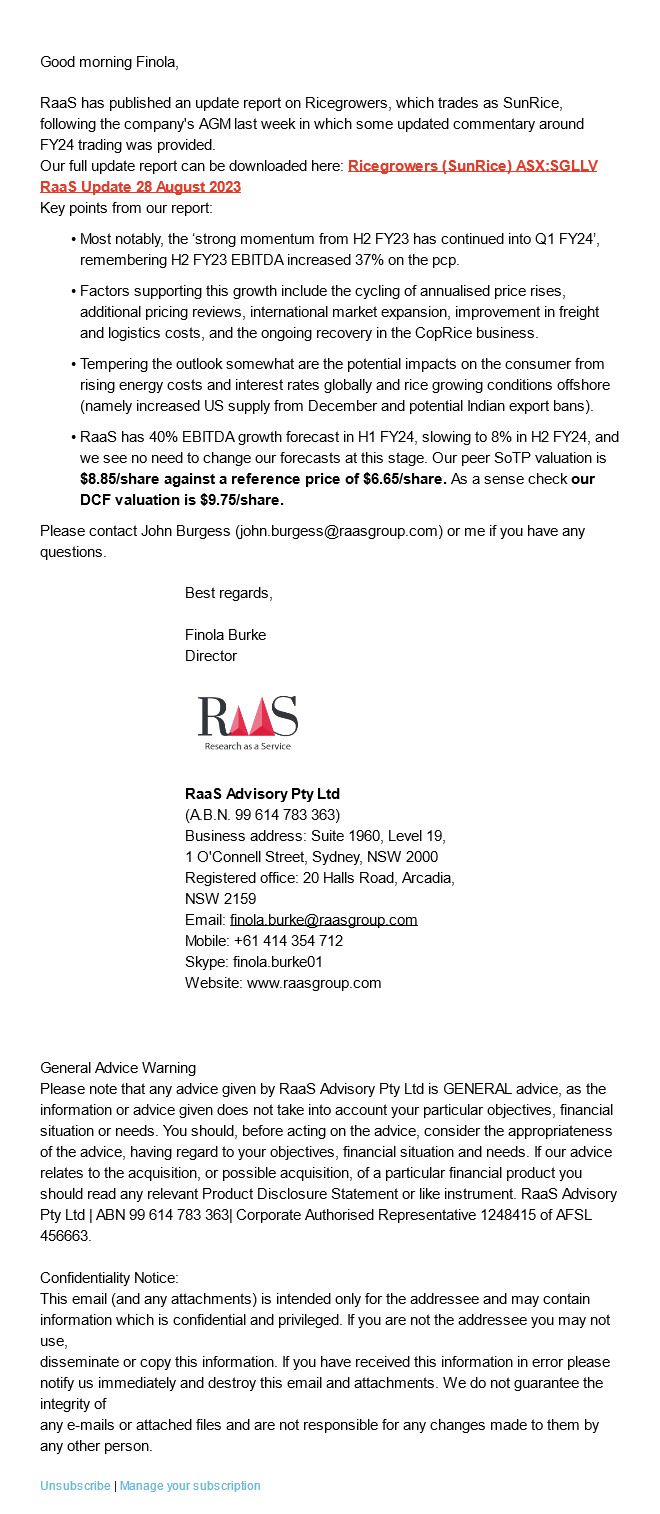 Good morning Finola,
RaaS has published an update report on Ricegrowers, which trades as SunRice,
following the company's AGM last week in which some updated commentary around
FY24 trading was provided.
Our full update report can be downloaded here: Ricegrowers (SunRice) ASX:SGLLV
RaaS Update 28 August 2023
Key points from our report:
• Most notably, the ‘strong momentum from H2 FY23 has continued into Q1 FY24’,
remembering H2 FY23 EBITDA increased 37% on the pcp.
• Factors supporting this growth include the cycling of annualised price rises,
additional pricing reviews, international market expansion, improvement in freight
and logistics costs, and the ongoing recovery in the CopRice business.
• Tempering the outlook somewhat are the potential impacts on the consumer from
rising energy costs and interest rates globally and rice growing conditions offshore
(namely increased US supply from December and potential Indian export bans).
• RaaS has 40% EBITDA growth forecast in H1 FY24, slowing to 8% in H2 FY24, and
we see no need to change our forecasts at this stage. Our peer SoTP valuation is
$8.85/share against a reference price of $6.65/share. As a sense check our
DCF valuation is $9.75/share.
Please contact John Burgess (john.burgess@raasgroup.com) or me if you have any
questions.
Best regards,
Finola Burke
Director
RAAS
Research as a Service
RaaS Advisory Pty Ltd
(A.B.N. 99 614 783 363)
Business address: Suite 1960, Level 19,
1 O'Connell Street, Sydney, NSW 2000
Registered office: 20 Halls Road, Arcadia,
NSW 2159
Email: finola.burke@raasgroup.com
Mobile: +61 414 354 712
Skype: finola.burke01
Website: www.raasgroup.com
General Advice Warning
Please note that any advice given by RaaS Advisory Pty Ltd is GENERAL advice, as the
information or advice given does not take into account your particular objectives, financial
situation or needs. You should, before acting on the advice, consider the appropriateness
of the advice, having regard to your objectives, financial situation and needs. If our advice
relates to the acquisition, or possible acquisition, of a particular financial product you
should read any relevant Product Disclosure Statement or like instrument. RaaS Advisory
Pty Ltd | ABN 99 614 783 363| Corporate Authorised Representative 1248415 of AFSL
456663.
Confidentiality Notice:
This email (and any attachments) is intended only for the addressee and may contain
information which is confidential and privileged. If you are not the addressee you may not
use,
disseminate or copy this information. If you have received this information in error please
notify us immediately and destroy this email and attachments. We do not guarantee the
integrity of
any e-mails or attached files and are not responsible for any changes made to them by
any other person.
Unsubscribe | Manage your subscription